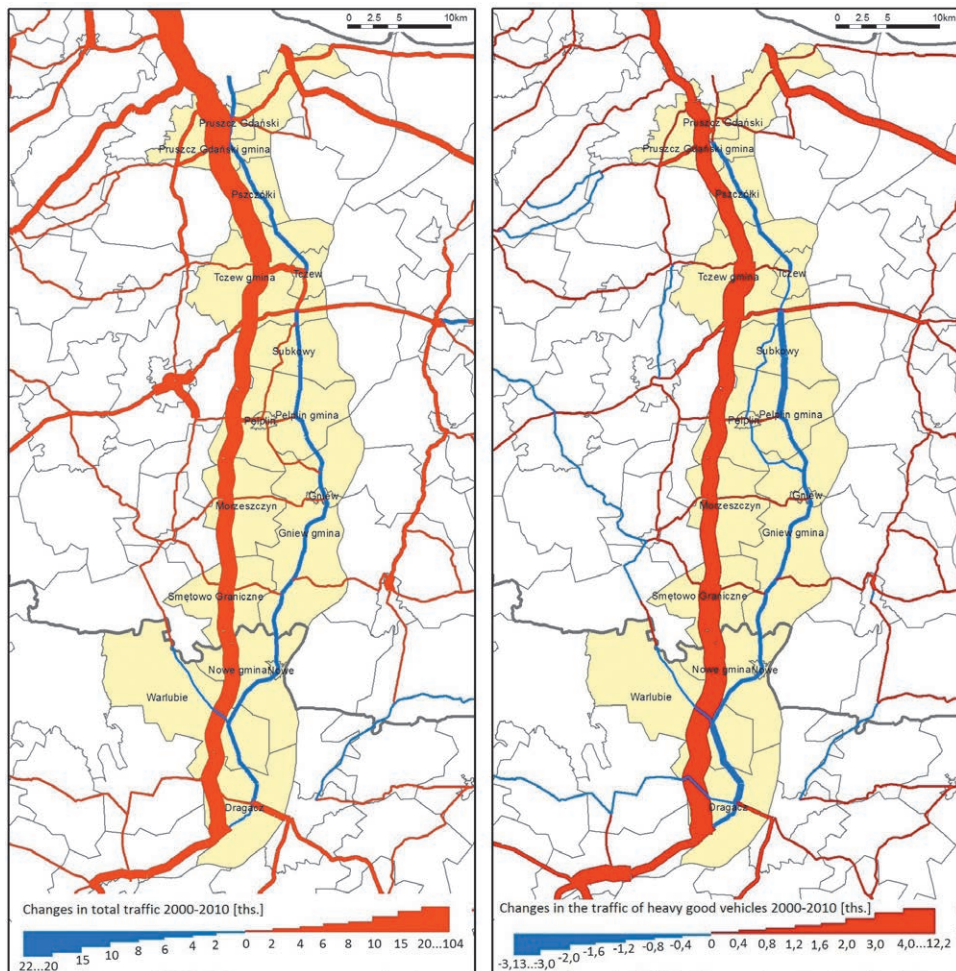 0 2.5 5 10km
Pruszcz Gdański
Pruszcz Gdański gmina
Pszczółki
Tczew gmina
Tczew
Subkowy
Pelplin gmina
Pelplin
Gniew
Morzeszczyn
Gniew gmina
Smętowo Graniczne
Nowe gmina
Nowe
Warlubie
Dragacz
Changes in total traffic 2000-2010 [ths.]
22...20 15 10 8 6 4 2 0 2 4 6 8 10 15 20...104
0 2.5 5 10km
Pruszcz Gdański
Pruszcz Gdański gmina
Pszczółki
Tczew gmina
Tczew
Subkowy
Pelplin gmina
Pelplin
Gniew
Morzeszczyn
Gniew gmina
Smętowo Graniczne
Nowe gmina
Nowe
Warlubie
Dragacz
Changes in the traffic of heavy good vehicles 2000-2010 [ths.]
-3,13...-3,0 -2,0 -1,6 -1,2 -0,8 -0,4 0 0,4 0,8 1,2 1,6 2,0 3,0 4,0...12,2